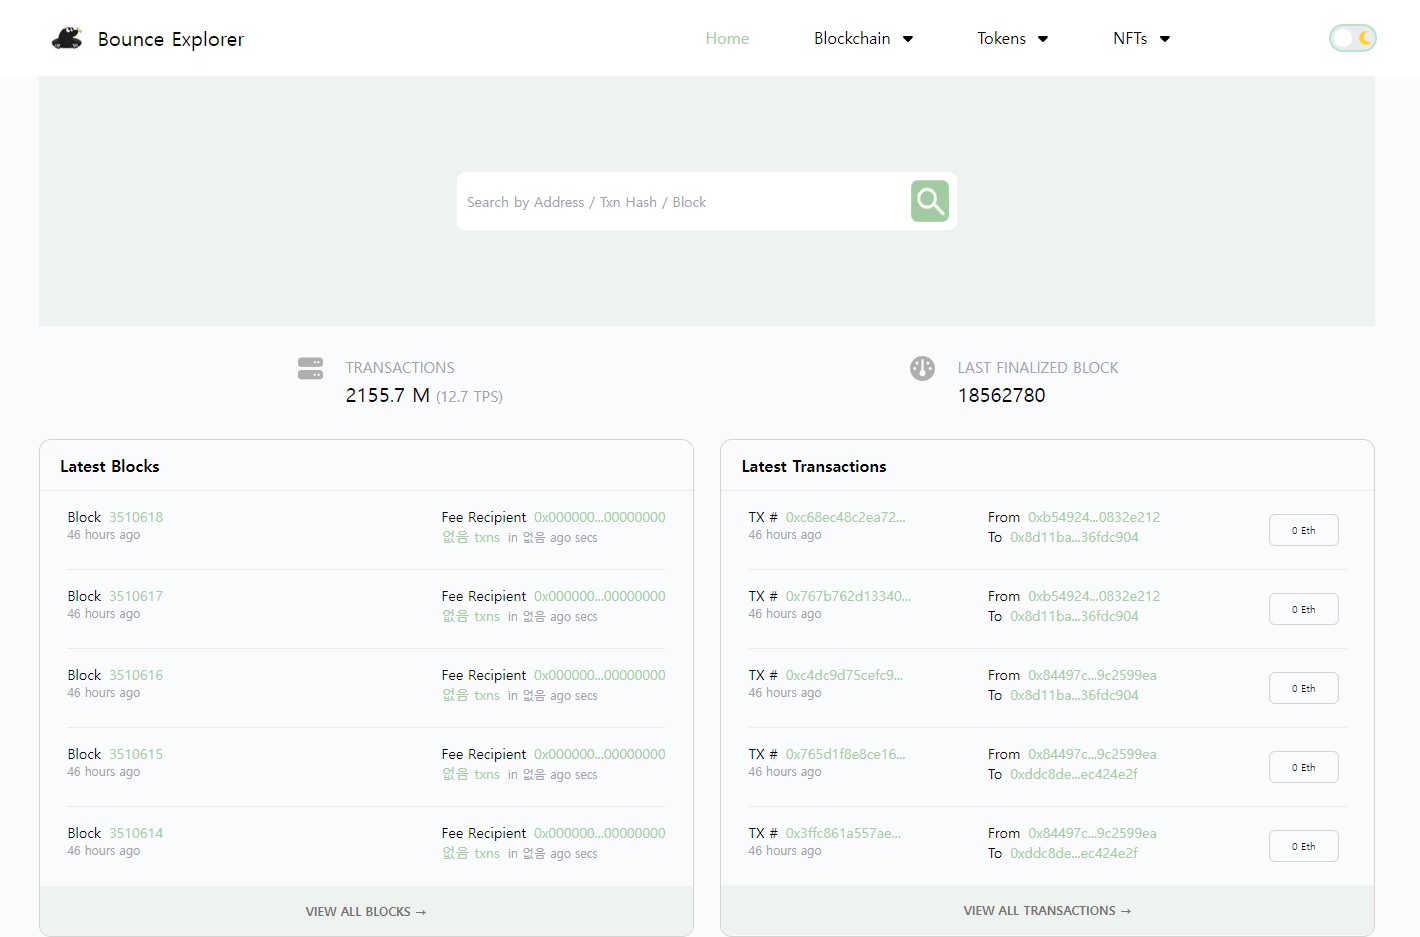 Bounce Explorer
Home Blockchain Tokens NFTs
Search by Address / Txn Hash / Block
TRANSACTIONS
2155.7 M (12.7 TPS)
LAST FINALIZED BLOCK
18562780
Latest Blocks
Block 3510618
46 hours ago
Fee Recipient 0x000000...00000000
없음 txns in 없음 ago secs
Block 3510617
46 hours ago
Fee Recipient 0x000000...00000000
없음 txns in 없음 ago secs
Block 3510616
46 hours ago
Fee Recipient 0x000000...00000000
없음 txns in 없음 ago secs
Block 3510615
46 hours ago
Fee Recipient 0x000000...00000000
없음 txns in 없음 ago secs
Block 3510614
46 hours ago
Fee Recipient 0x000000...00000000
없음 txns in 없음 ago secs
VIEW ALL BLOCKS →
Latest Transactions
TX # 0xc68ec48c2ea72...
46 hours ago
From 0xb54924...0832e212
To 0x8d11ba...36fdc904
0 Eth
TX # 0x767b762d13340...
46 hours ago
From 0xb54924...0832e212
To 0x8d11ba...36fdc904
0 Eth
TX # 0xc4dc9d75cefc9...
46 hours ago
From 0x84497c...9c2599ea
To 0x8d11ba...36fdc904
0 Eth
TX # 0x765d1f8e8ce16...
46 hours ago
From 0x84497c...9c2599ea
To 0xddc8de...ec424e2f
0 Eth
TX # 0x3ffc861a557ae...
46 hours ago
From 0x84497c...9c2599ea
To 0xddc8de...ec424e2f
0 Eth
VIEW ALL TRANSACTIONS →